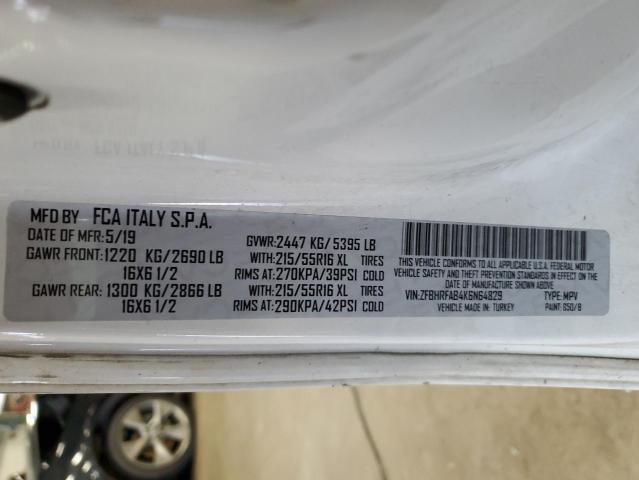 MFD BY FCA ITALY S.P.A.
DATE OF MFR:5/19
GAWR FRONT:1220 KG/2690 LB
16X6 1/2
GAWR REAR: 1300 KG/2866 LB
16X6 1/2
GVWR:2447 KG/ 5395 LB
WITH:215/55R16 XL TIRES
RIMS AT:270KPA/39PSI COLD
WITH:215/55R16 XL TIRES
RIMS AT:290KPA/42PSI COLD
THIS VEHICLE CONFORMS TO ALL APPLICABLE U.S.A. FEDERAL MOTOR
VEHICLE SAFETY, BUMPER, AND THEFT PREVENTION STANDARDS
IN EFFECT ON THE DATE OF MANUFACTURE SHOWN ABOVE
VIN:ZFBHRFAB4K6N64829 TYPE: MPV
VEHICLE MADE IN: TURKEY PAINT: 650/B